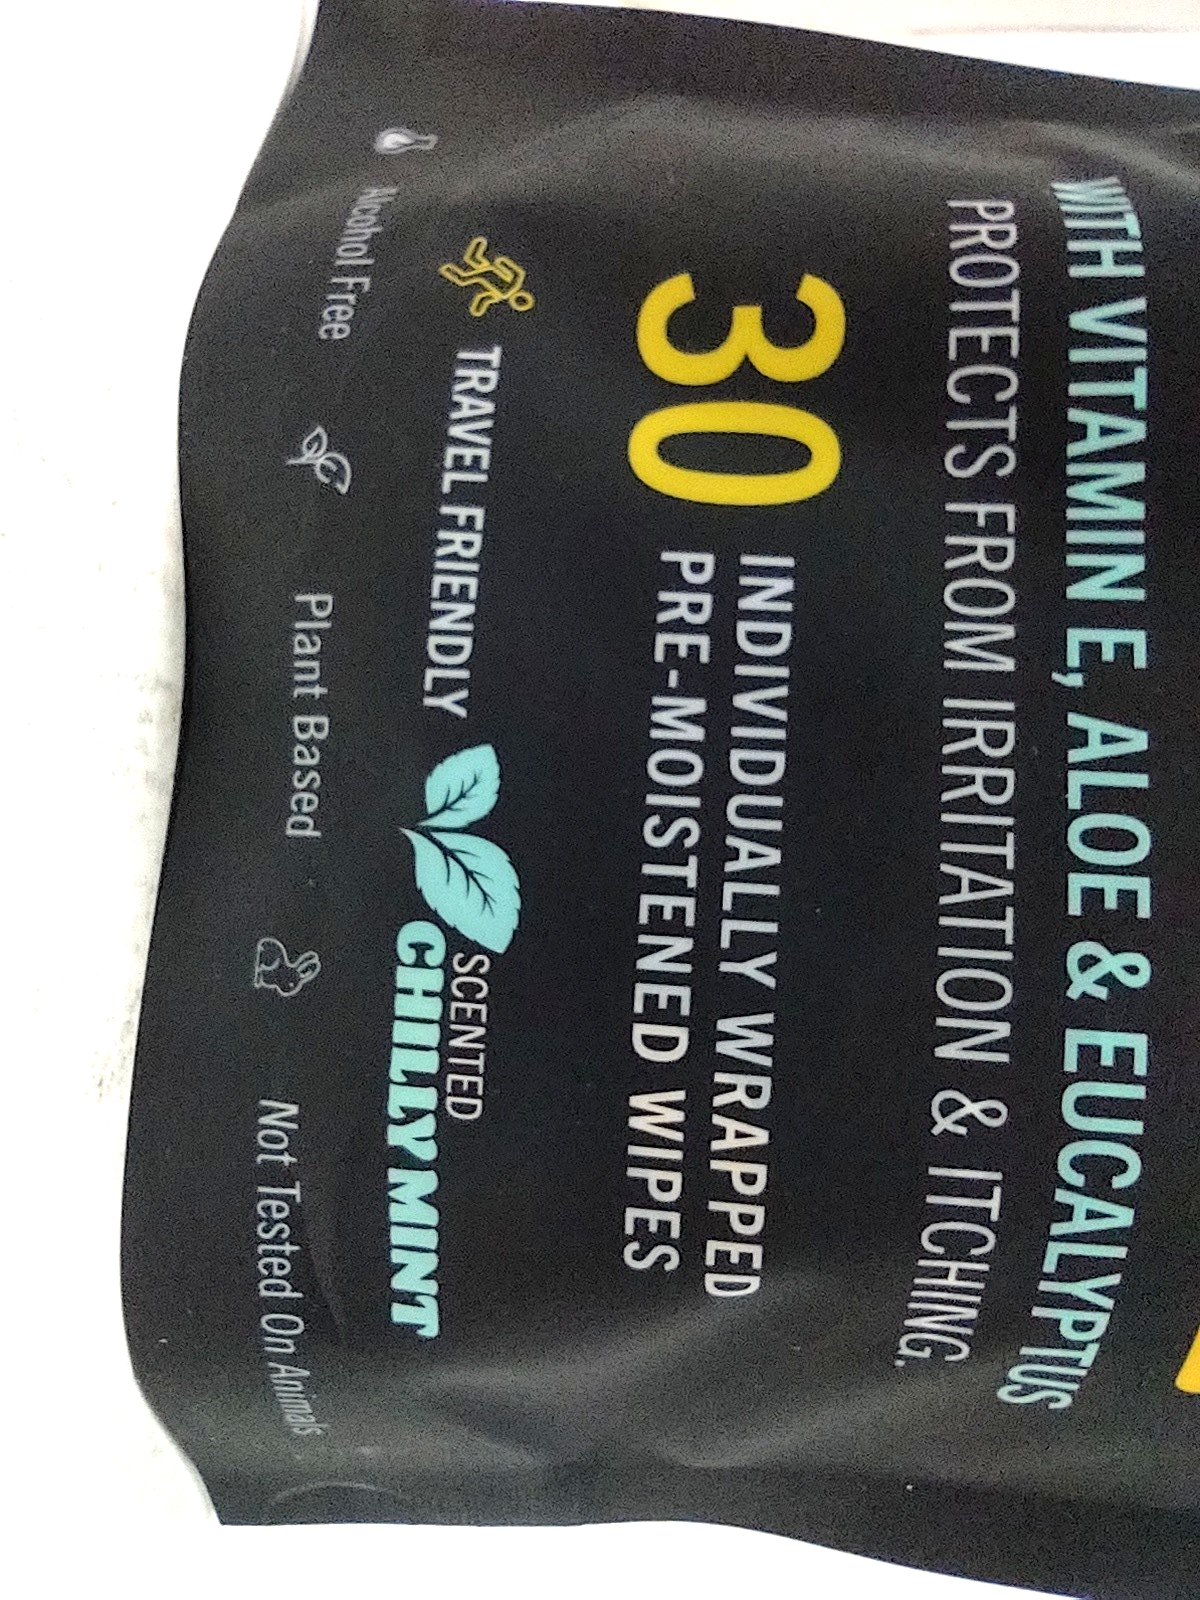 WITH VITAMIN E, ALOE & EUCALYPTUS
PROTECTS FROM IRRITATION & ITCHING.
30
INDIVIDUALLY WRAPPED
PRE-MOISTENED WIPES
TRAVEL FRIENDLY
SCENTED
CHILLY MINT
Alcohol Free
Plant Based
Not Tested On Animals